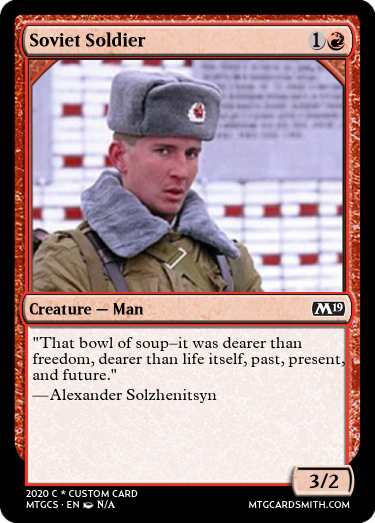 Soviet Soldier 1
Creature — Man M19
"That bowl of soup–it was dearer than
freedom, dearer than life itself, past, present,
and future."
—Alexander Solzhenitsyn
3/2
2020 C * CUSTOM CARD
MTGCS • EN N/A MTGCARDSMITH.COM